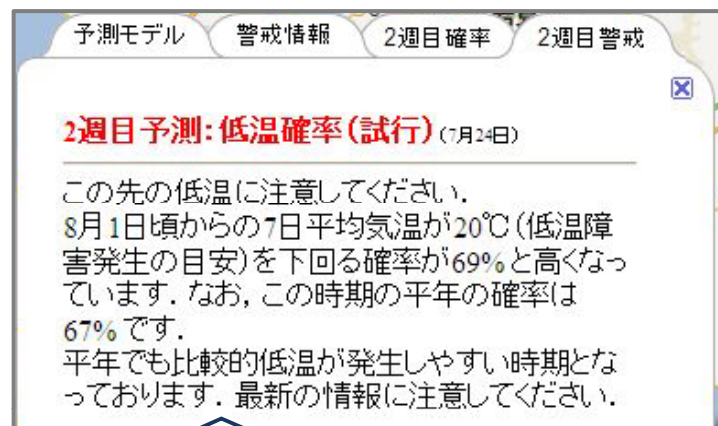 予測モデル 警戒情報 2週目確率 2週目警戒
2週目予測：低温確率（試行）（7月24日）
この先の低温に注意してください．
8月1日頃からの7日平均気温が20℃（低温障
害発生の目安）を下回る確率が69%と高くなっ
ています．なお，この時期の平年の確率は
67%です．
平年でも比較的低温が発生しやすい時期とな
っております．最新の情報に注意してください．